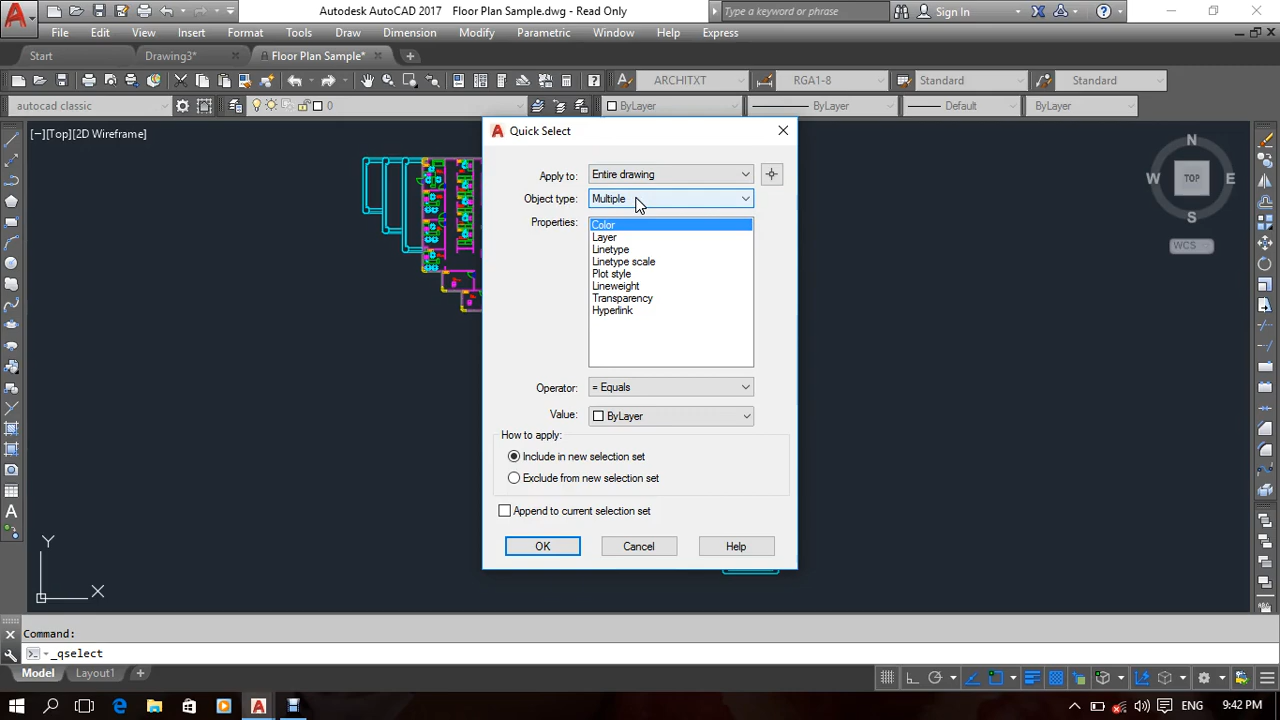 Autodesk AutoCAD 2017 Floor Plan Sample.dwg - Read Only
Type a keyword or phrase
Sign In
File Edit View Insert Format Tools Draw Dimension Modify Parametric Window Help Express
Start Drawing3* Floor Plan Sample*
ARCHITXT RGA1-8 Standard Standard
autocad classic 0 ByLayer ByLayer Default ByLayer
[−][Top][2D Wireframe]
Quick Select
N
W TOP E
S
WCS
Apply to: Entire drawing
Object type: Multiple
Properties: Color
Layer
Linetype
Linetype scale
Plot style
Lineweight
Transparency
Hyperlink
Operator: = Equals
Value: ByLayer
How to apply:
Include in new selection set
Exclude from new selection set
Append to current selection set
OK Cancel Help
Y
X
Command:
_qselect
Model Layout1
ENG 9:42 PM